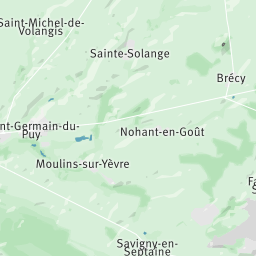 Saint-Michel-de-
Volangis
Sainte-Solange
Brécy
nt-Germain-du-
Puy
Nohant-en-Goût
Moulins-sur-Yèvre
Savigny-en-
Septaine